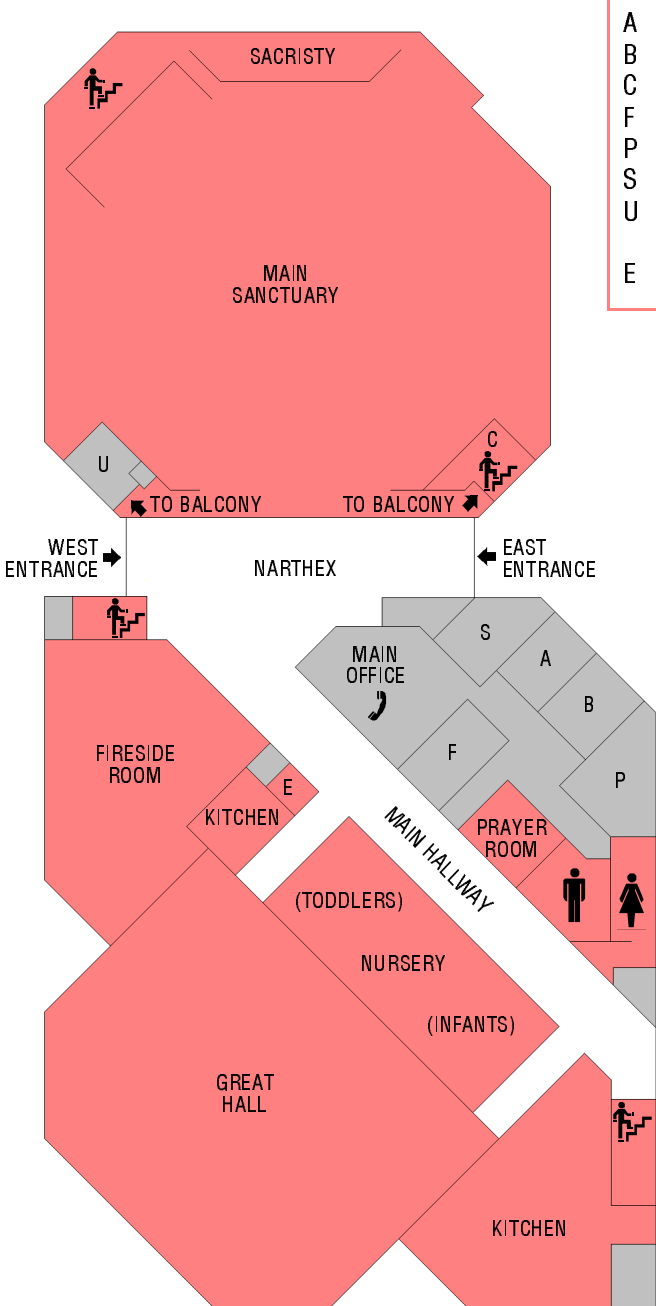 A
B
C
F
P
S
U
E
SACRISTY
MAIN
SANCTUARY
C
U
TO BALCONY
TO BALCONY
WEST
ENTRANCE
NARTHEX
EAST
ENTRANCE
S
MAIN
OFFICE
A
B
F
P
FIRESIDE
ROOM
E
KITCHEN
PRAYER
ROOM
MAIN HALLWAY
(TODDLERS)
NURSERY
(INFANTS)
GREAT
HALL
KITCHEN